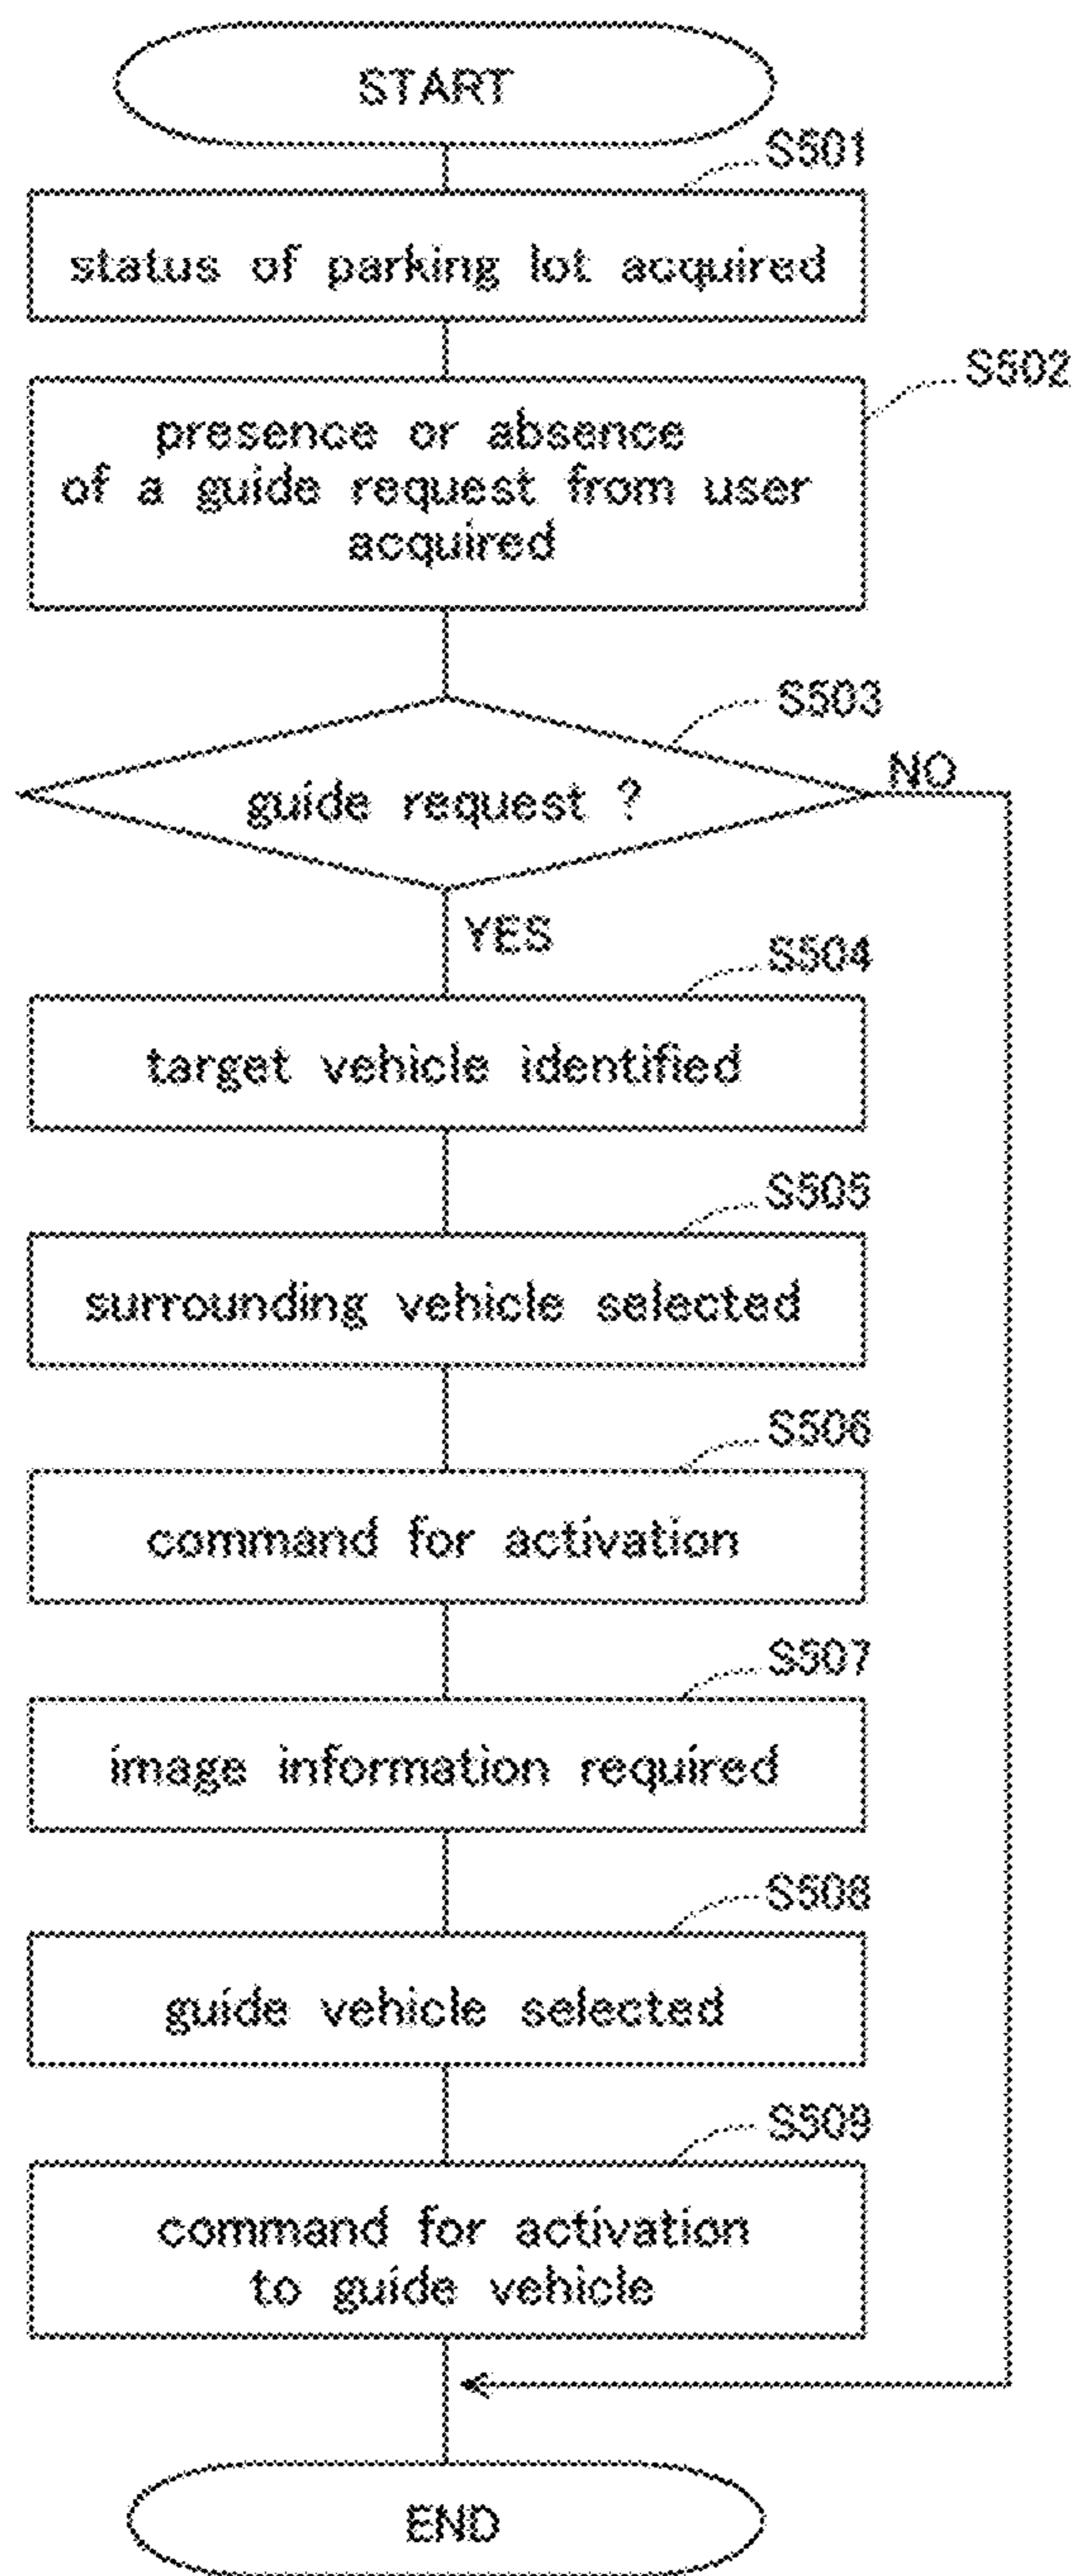 START
S501
status of parking lot acquired
S502
presence or absence
of a guide request from user
acquired
S503
guide request ?
NO
YES
S504
target vehicle identified
S505
surrounding vehicle selected
S506
command for activation
S507
image information required
S508
guide vehicle selected
S509
command for activation
to guide vehicle
END